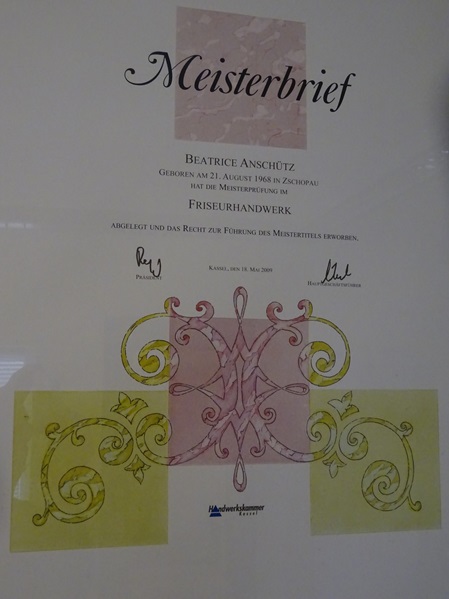 Meisterbrief
BEATRICE ANSCHÜTZ
GEBOREN AM 21. AUGUST 1968 IN ZSCHOPAU
HAT DIE MEISTERPRÜFUNG IM
FRISEURHANDWERK
ABGELEGT UND DAS RECHT ZUR FÜHRUNG DES MEISTERTITELS ERWORBEN.
KASSEL, DEN 18. MAI 2009
PRÄSIDENT
HAUPTGESCHÄFTSFÜHRER
Handwerkskammer
Kassel